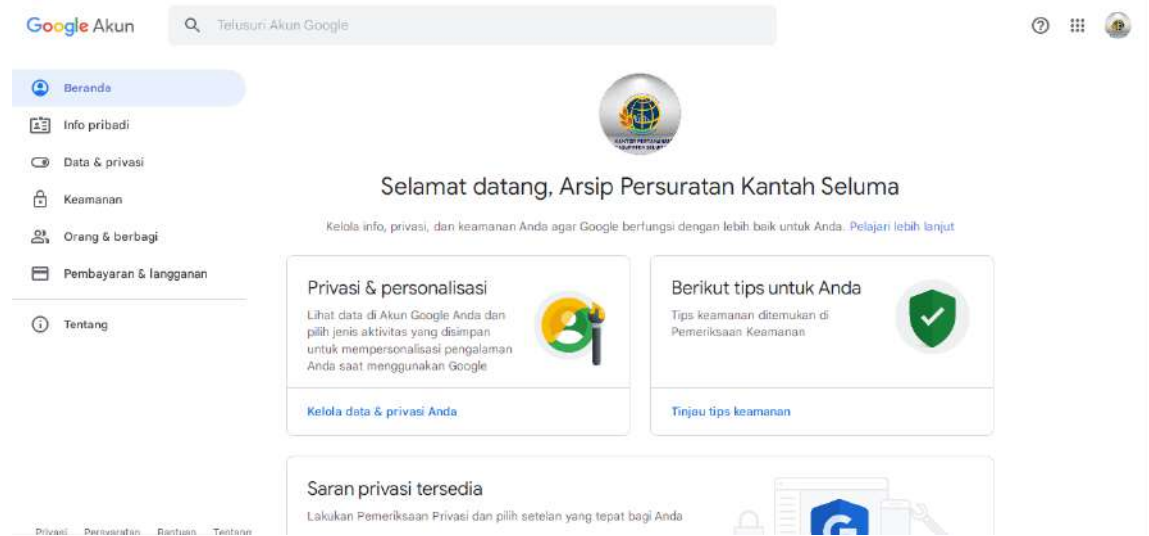 Google Akun
Telusuri Akun Google
Beranda
Info pribadi
Data & privasi
Keamanan
Orang & berbagi
Pembayaran & langganan
Tentang
Privasi Persyaratan Bantuan Tentang
KANTOR PERTANAHAN
KABUPATEN SELUMA
Selamat datang, Arsip Persuratan Kantah Seluma
Kelola info, privasi, dan keamanan Anda agar Google berfungsi dengan lebih baik untuk Anda. Pelajari lebih lanjut
Privasi & personalisasi
Lihat data di Akun Google Anda dan
pilih jenis aktivitas yang disimpan
untuk mempersonalisasi pengalaman
Anda saat menggunakan Google
Kelola data & privasi Anda
Berikut tips untuk Anda
Tips keamanan ditemukan di
Pemeriksaan Keamanan
Tinjau tips keamanan
Saran privasi tersedia
Lakukan Pemeriksaan Privasi dan pilih setelan yang tepat bagi Anda
G